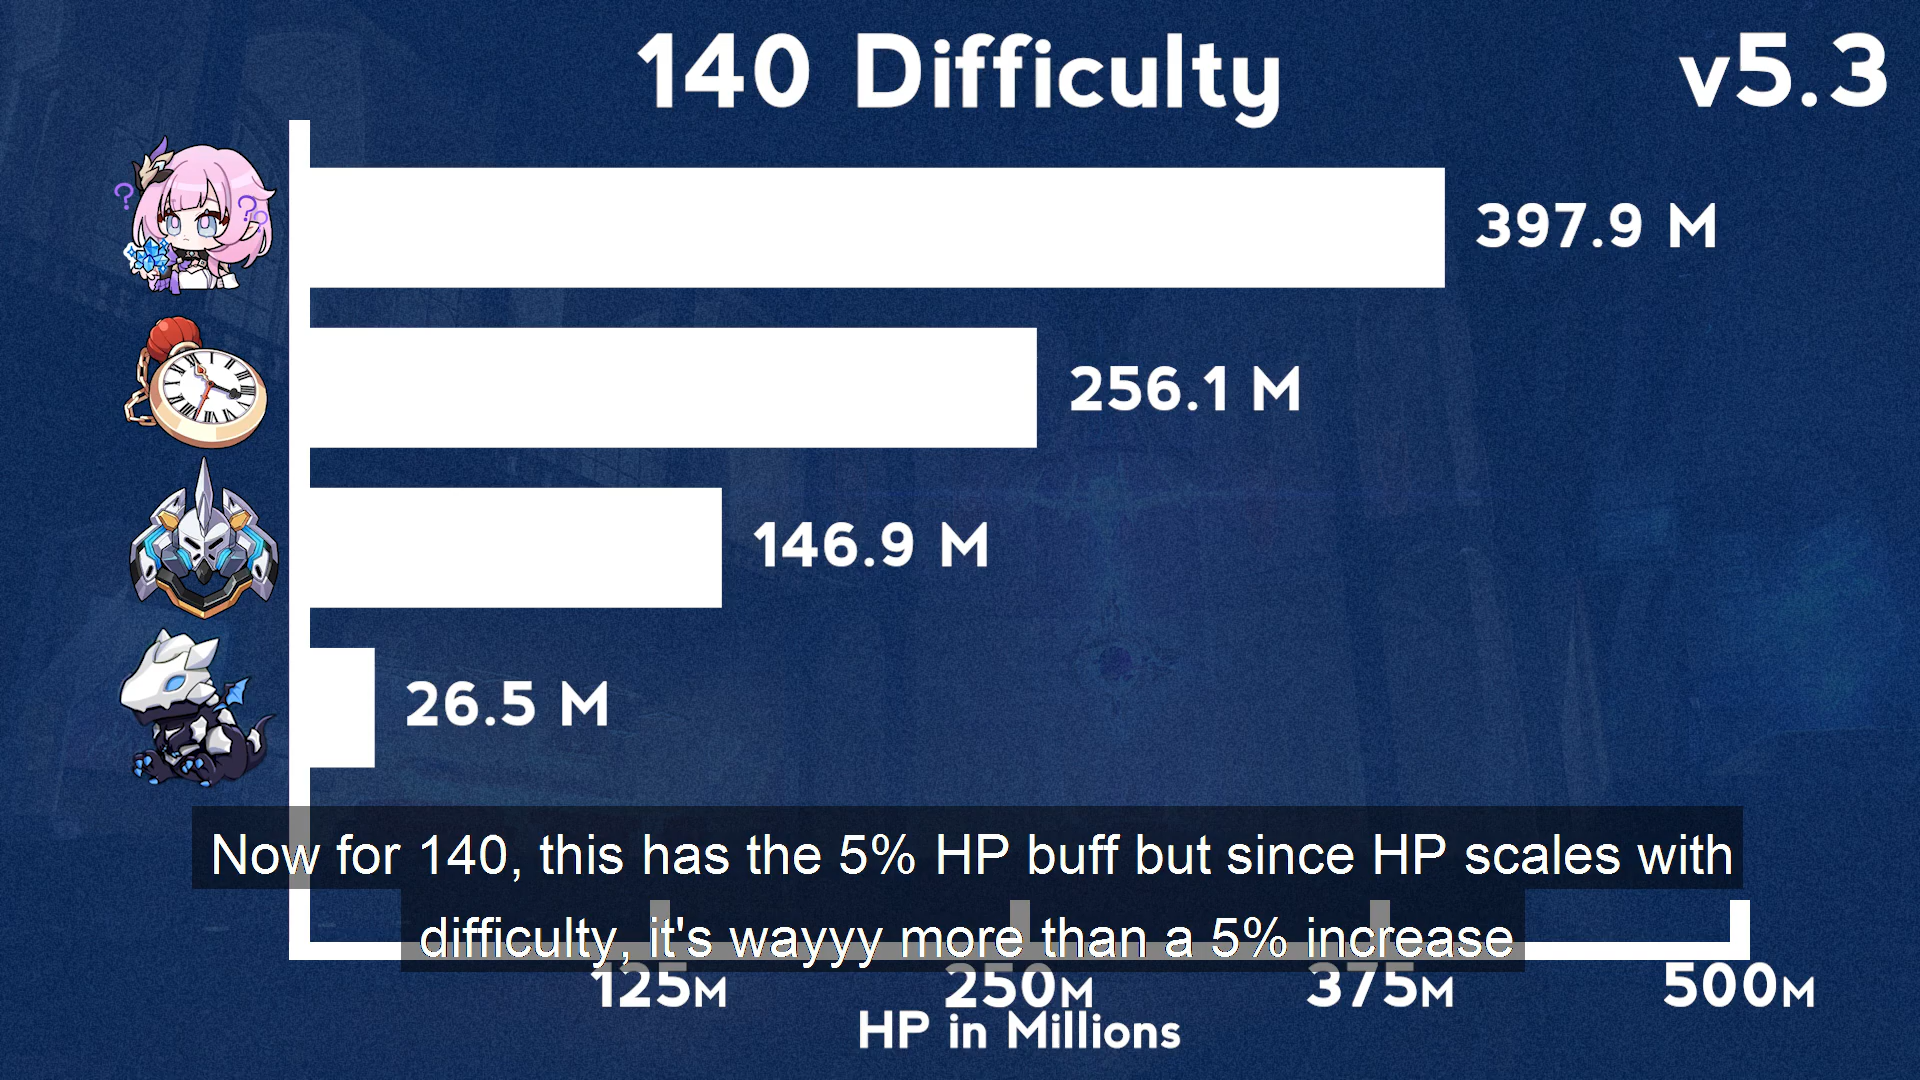 140 Difficulty
v5.3
397.9 M
256.1 M
146.9 M
26.5 M
Now for 140, this has the 5% HP buff but since HP scales with
difficulty, it's wayyy more than a 5% increase
125M
250M
375M
500M
HP in Millions